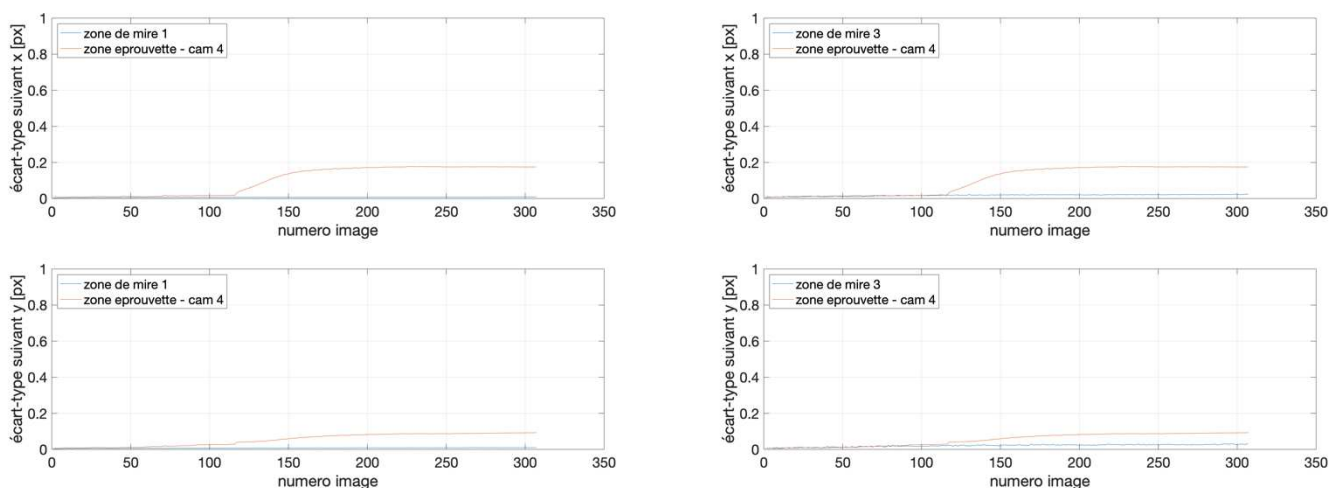 écart-type suivant x [px]
1
0.8
0.6
0.4
0.2
0
zone de mire 1
zone eprouvette - cam 4
0 50 100 150 200 250 300 350
numero image
écart-type suivant x [px]
1
0.8
0.6
0.4
0.2
0
zone de mire 3
zone eprouvette - cam 4
0 50 100 150 200 250 300 350
numero image
écart-type suivant y [px]
1
0.8
0.6
0.4
0.2
0
zone de mire 1
zone eprouvette - cam 4
0 50 100 150 200 250 300 350
numero image
écart-type suivant y [px]
1
0.8
0.6
0.4
0.2
0
zone de mire 3
zone eprouvette - cam 4
0 50 100 150 200 250 300 350
numero image